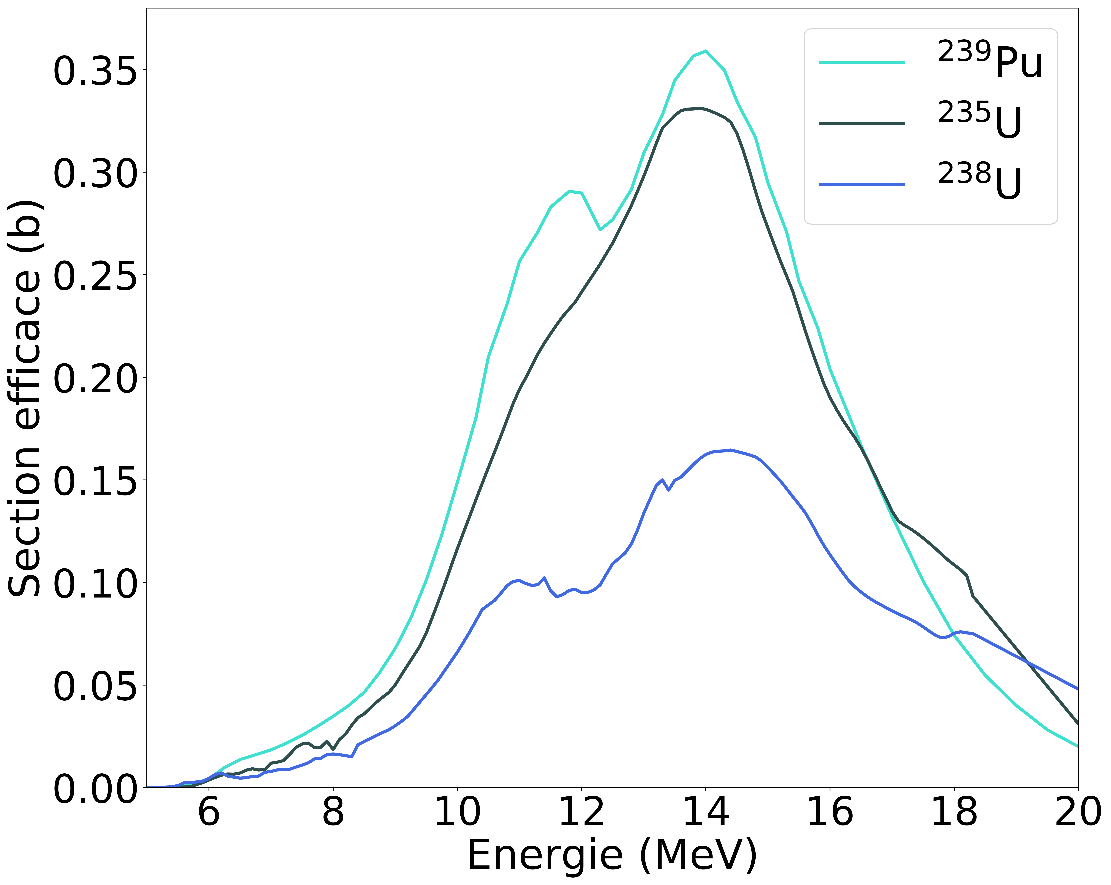 ²³⁹Pu
²³⁵U
²³⁸U
Section efficace (b)
0.35
0.30
0.25
0.20
0.15
0.10
0.05
0.00
6 8 10 12 14 16 18 20
Energie (MeV)